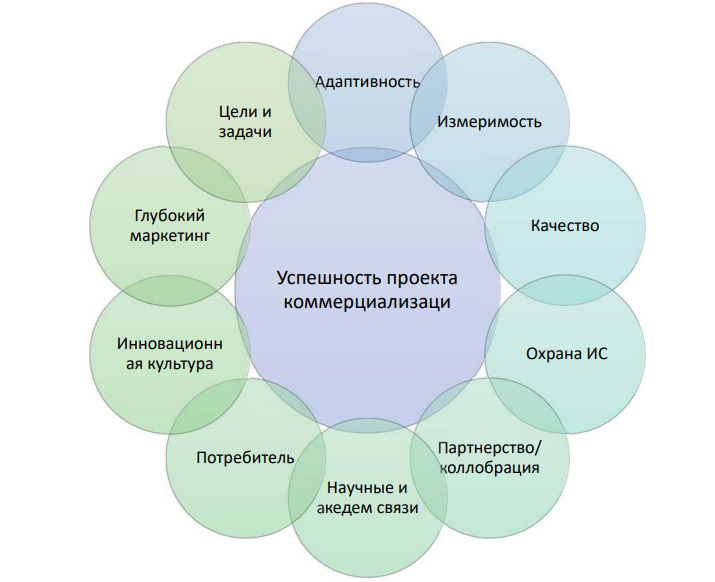 Адаптивность
Измеримость
Качество
Охрана ИС
Партнерство/
коллобрация
Научные и
акедем связи
Потребитель
Инновационн
ая культура
Глубокий
маркетинг
Цели и
задачи
Успешность проекта
коммерциализаци